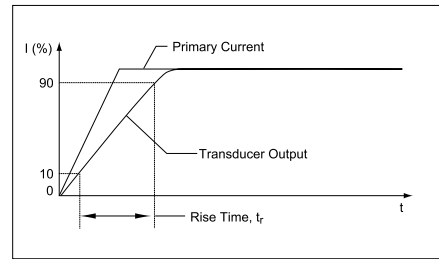 I (%)
Primary Current
90
Transducer Output
10
0
t
Rise Time, tr